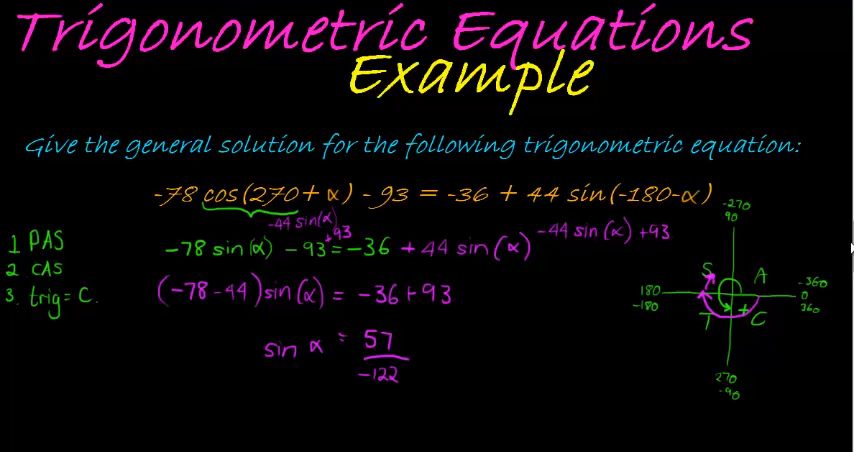 Trigonometric Equations
Example
Give the general solution for the following trigonometric equation:
-78 cos(270+ α) - 93 = -36 + 44 sin(-180-α)
-44 sin(α) +93
-44 sin(α) +93
1 PAS
2 CAS
3. trig = C.
-78 sin(α) - 93 = -36 + 44 sin(α)
(-78-44) sin(α) = -36+93
sin α = 57
-122
-270
90
S
A
180
-180
-360
0
360
T
+
C
270
-90